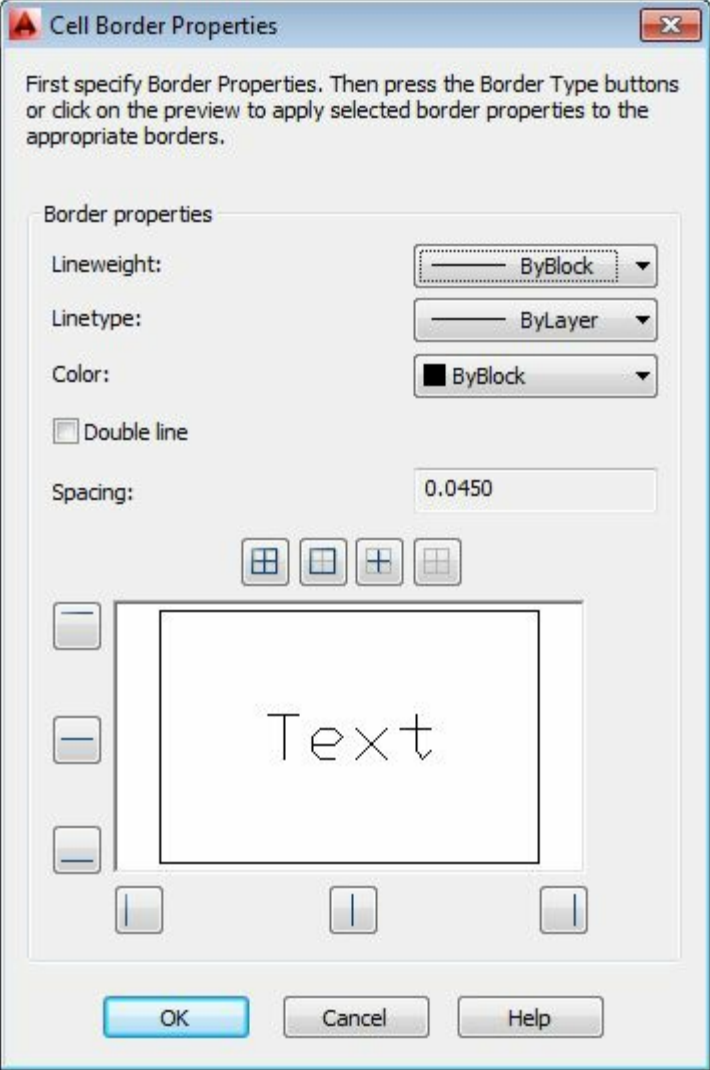 Cell Border Properties
First specify Border Properties. Then press the Border Type buttons
or click on the preview to apply selected border properties to the
appropriate borders.
Border properties
Lineweight: ByBlock
Linetype: ByLayer
Color: ByBlock
Double line
Spacing: 0.0450
Text
OK Cancel Help